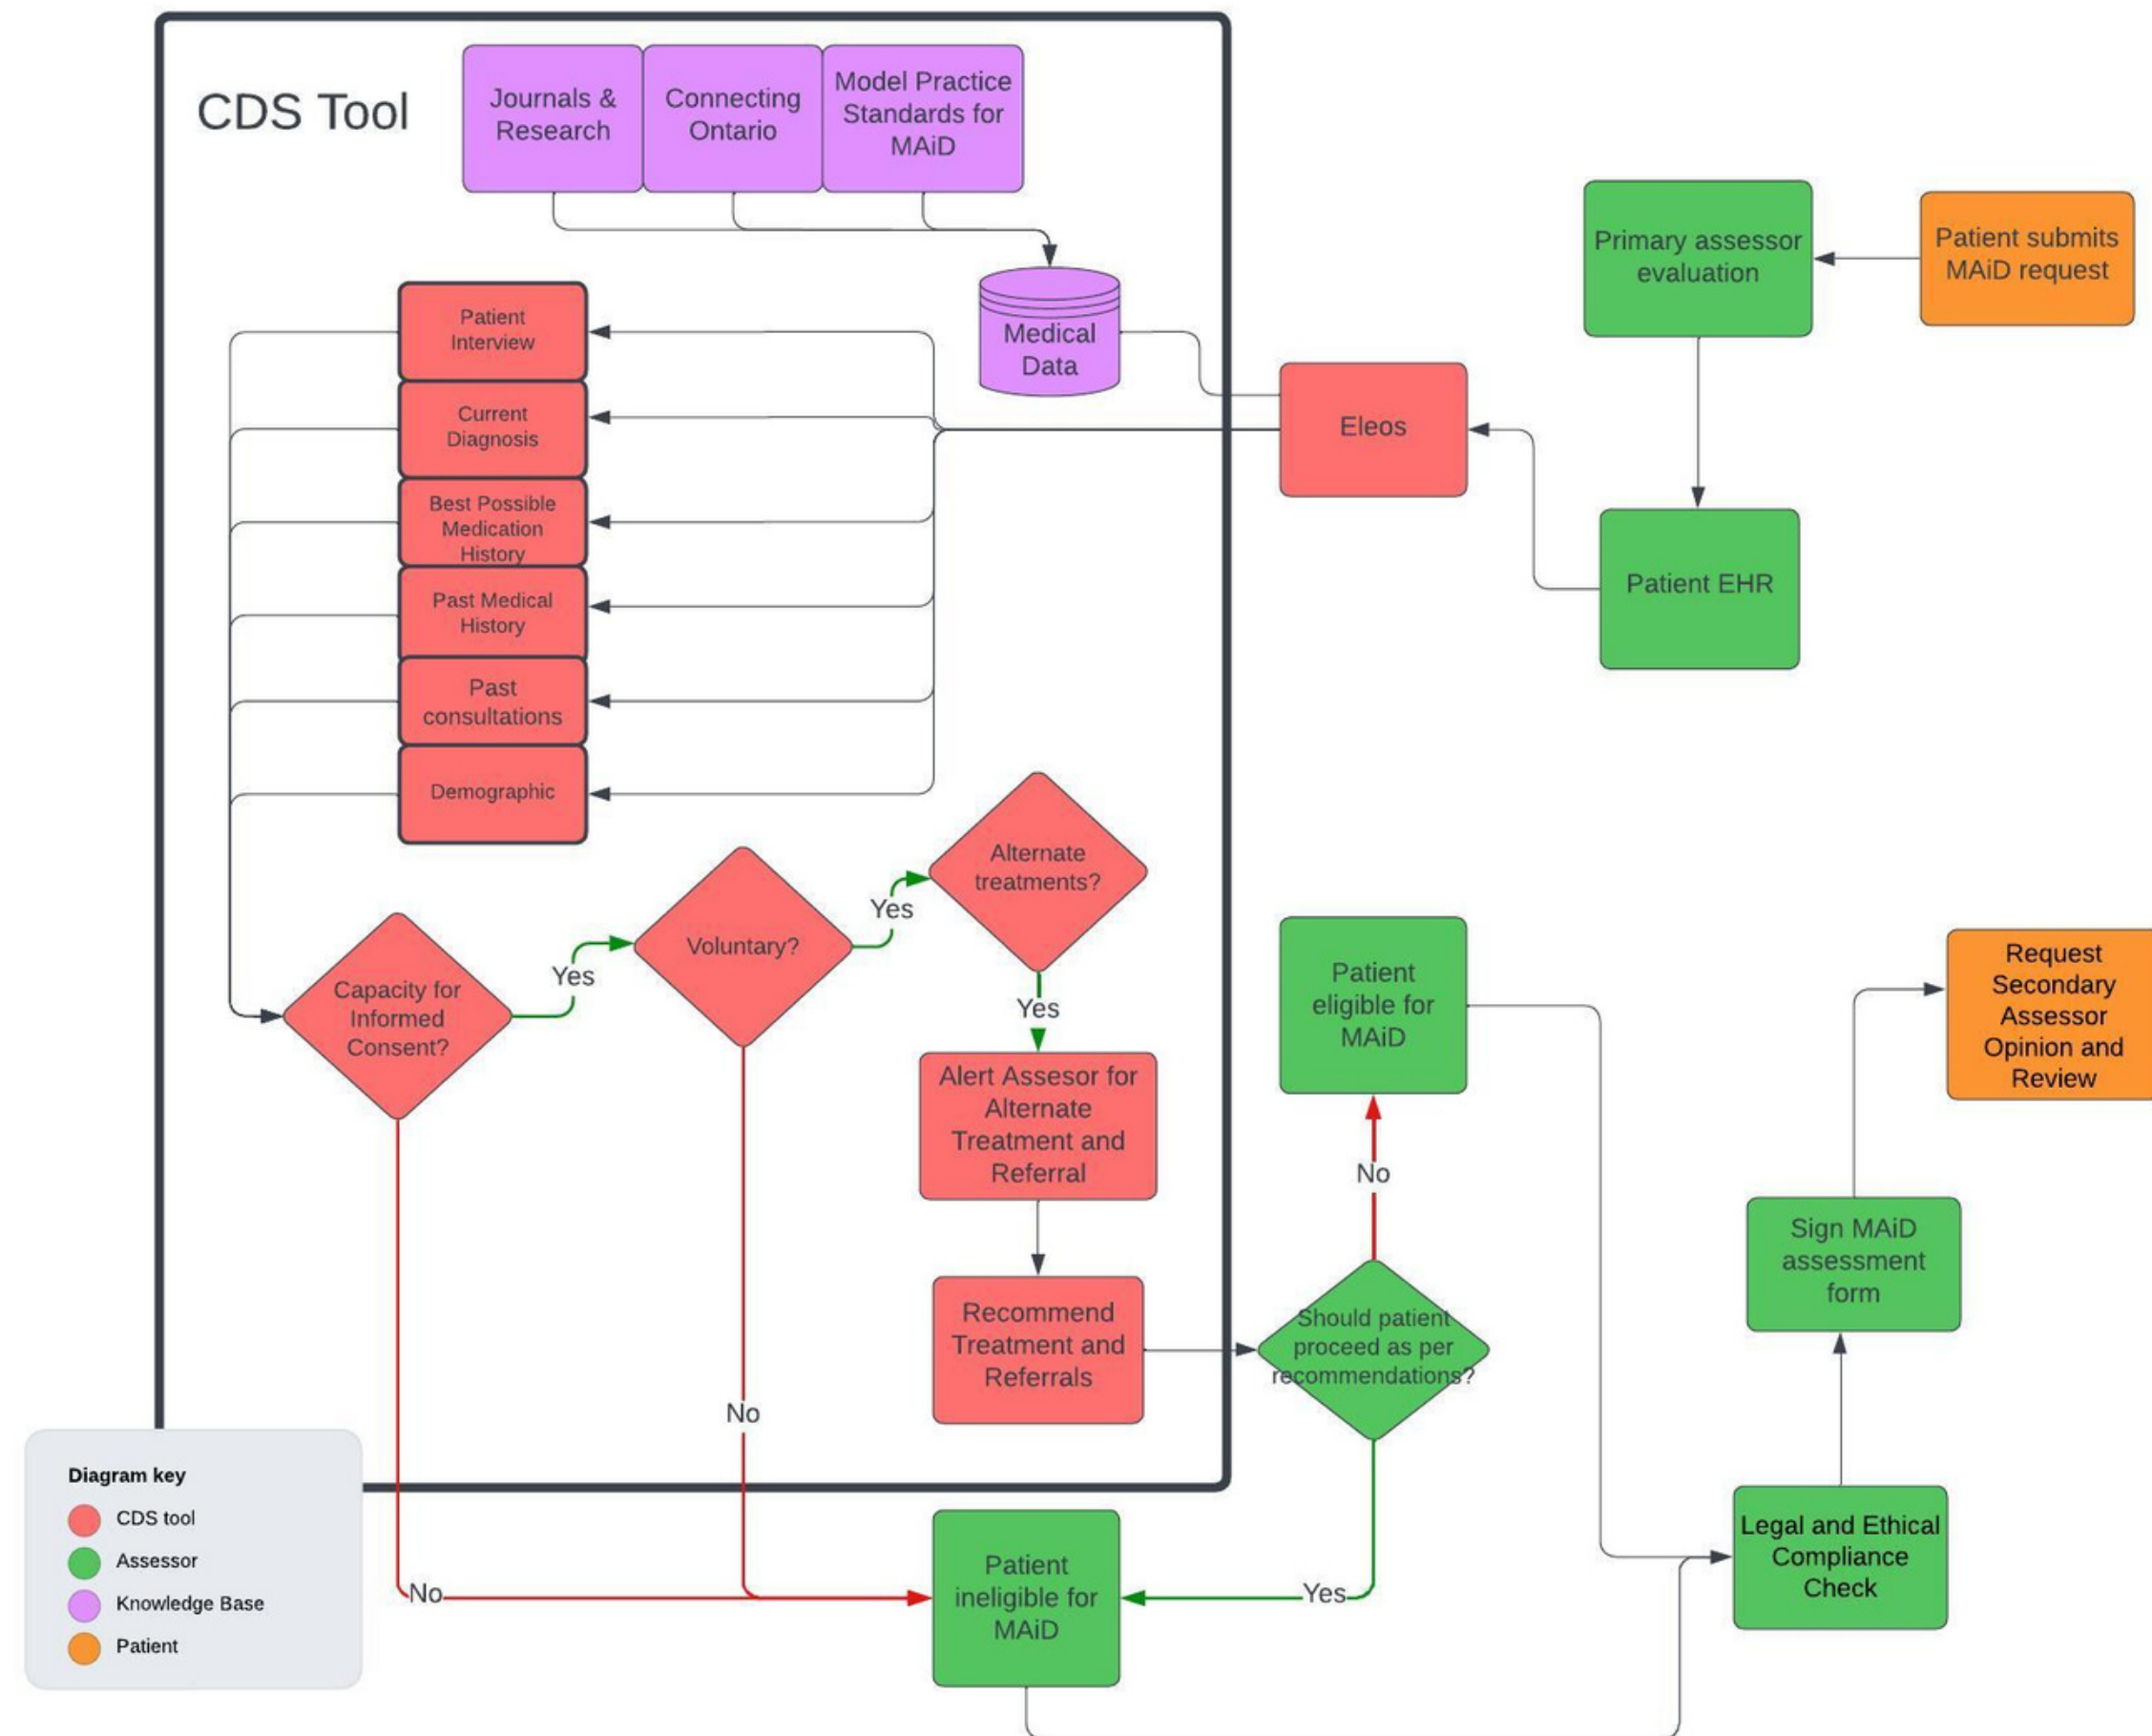 CDS Tool
Journals &
Research
Connecting
Ontario
Model Practice
Standards for
MAiD
Medical
Data
Patient
Interview
Current
Diagnosis
Best Possible
Medication
History
Past Medical
History
Past
consultations
Demographic
Eleos
Primary assessor
evaluation
Patient submits
MAiD request
Patient EHR
Capacity for
Informed
Consent?
Yes
Voluntary?
Yes
Alternate
treatments?
Yes
Alert Assesor for
Alternate
Treatment and
Referral
Recommend
Treatment and
Referrals
Should patient
proceed as per
recommendations?
No
Patient
eligible for
MAiD
Yes
No
No
Patient
ineligible for
MAiD
Legal and Ethical
Compliance
Check
Sign MAiD
assessment
form
Request
Secondary
Assessor
Opinion and
Review
Diagram key
CDS tool
Assessor
Knowledge Base
Patient